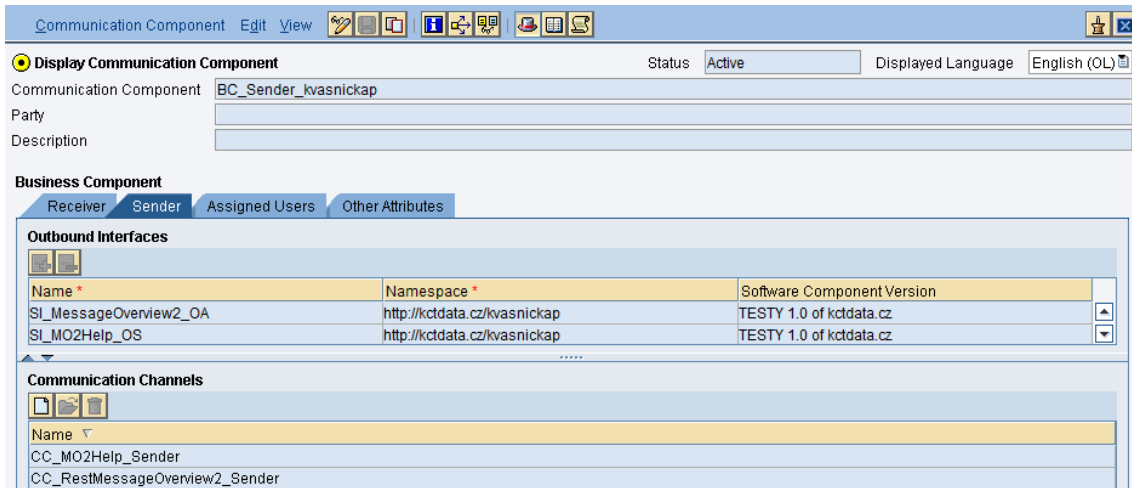 Communication Component Edit View
Display Communication Component Status Active Displayed Language English (OL)
Communication Component BC_Sender_kvasnickap
Party
Description
Business Component
Receiver Sender Assigned Users Other Attributes
Outbound Interfaces
Name * Namespace * Software Component Version
SI_MessageOverview2_OA http://kctdata.cz/kvasnickap TESTY 1.0 of kctdata.cz
SI_MO2Help_OS http://kctdata.cz/kvasnickap TESTY 1.0 of kctdata.cz
Communication Channels
Name
CC_MO2Help_Sender
CC_RestMessageOverview2_Sender